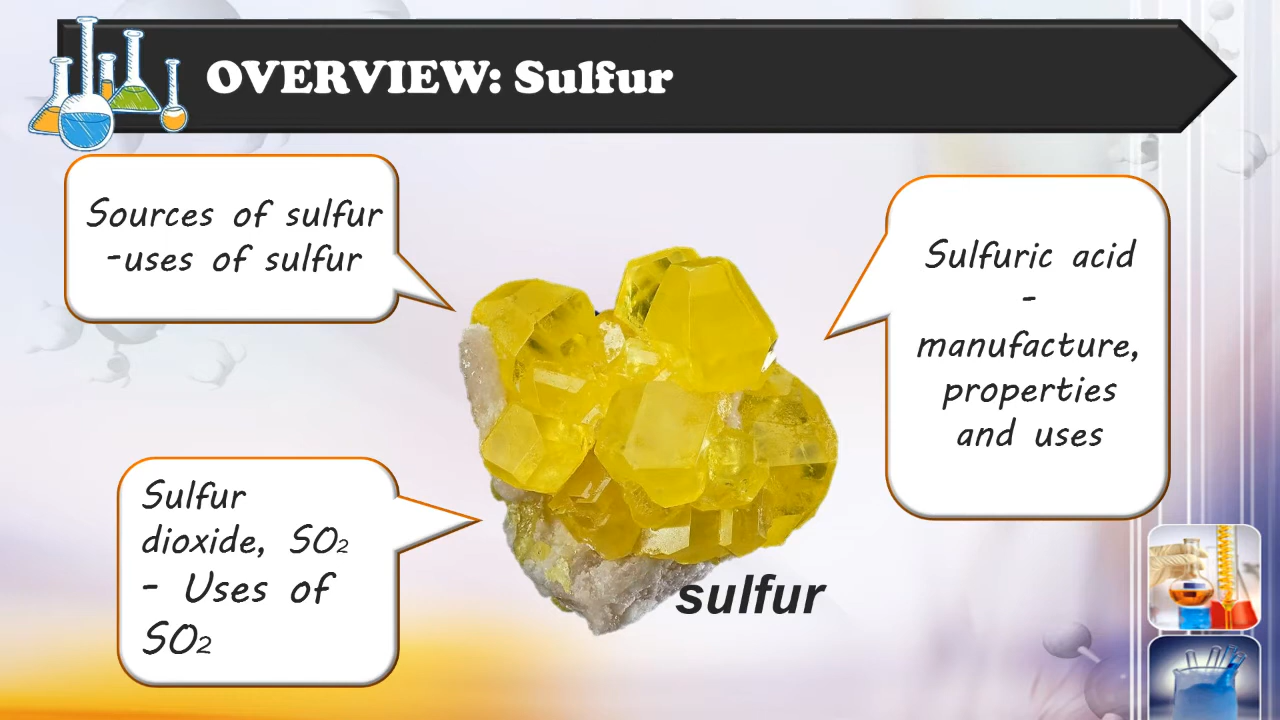 OVERVIEW: Sulfur
Sources of sulfur
-uses of sulfur
Sulfuric acid
-
manufacture,
properties
and uses
Sulfur
dioxide, SO₂
- Uses of
SO₂
sulfur